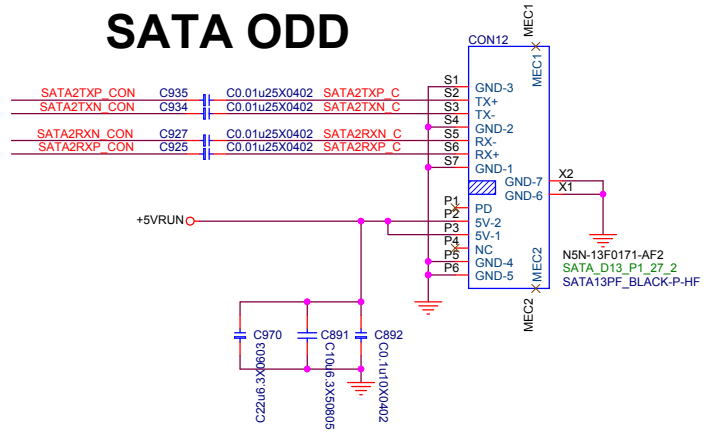 SATA ODD
MEC1
CON12
MEC1
S1 GND-3
SATA2TXP_CON C935 C0.01u25X0402 SATA2TXP_C S2 TX+
SATA2TXN_CON C934 C0.01u25X0402 SATA2TXN_C S3 TX-
S4 GND-2
SATA2RXN_CON C927 C0.01u25X0402 SATA2RXN_C S5 RX-
SATA2RXP_CON C925 C0.01u25X0402 SATA2RXP_C S6 RX+
S7 GND-1
GND-7 X2
GND-6 X1
P1 PD
+5VRUN P2 5V-2
P3 5V-1
P4 NC
P5 GND-4
P6 GND-5
MEC2
MEC2
N5N-13F0171-AF2
SATA_D13_P1_27_2
SATA13PF_BLACK-P-HF
C970 C891 C892
C22u6.3X0603
C10u6.3X50805
C0.1u10X0402